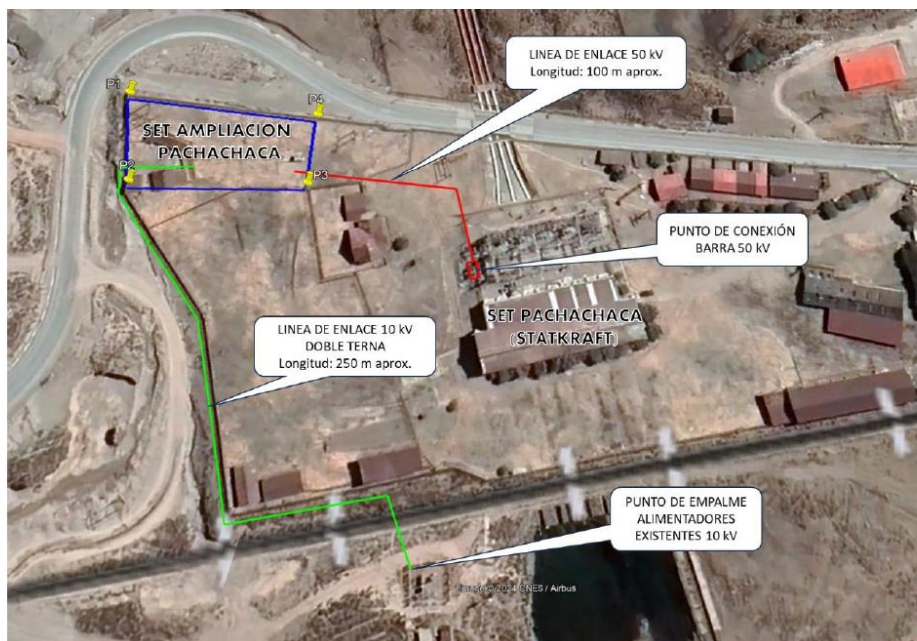 LINEA DE ENLACE 50 kV
Longitud: 100 m aprox.
P1
P4
SET AMPLIACION
PACHACHACA
P2
P3
PUNTO DE CONEXIÓN
BARRA 50 kV
SET PACHACHACA
(STATKRAFT)
LINEA DE ENLACE 10 kV
DOBLE TERNA
Longitud: 250 m aprox.
PUNTO DE EMPALME
ALIMENTADORES
EXISTENTES 10 kV
Image © 2024 CNES / Airbus